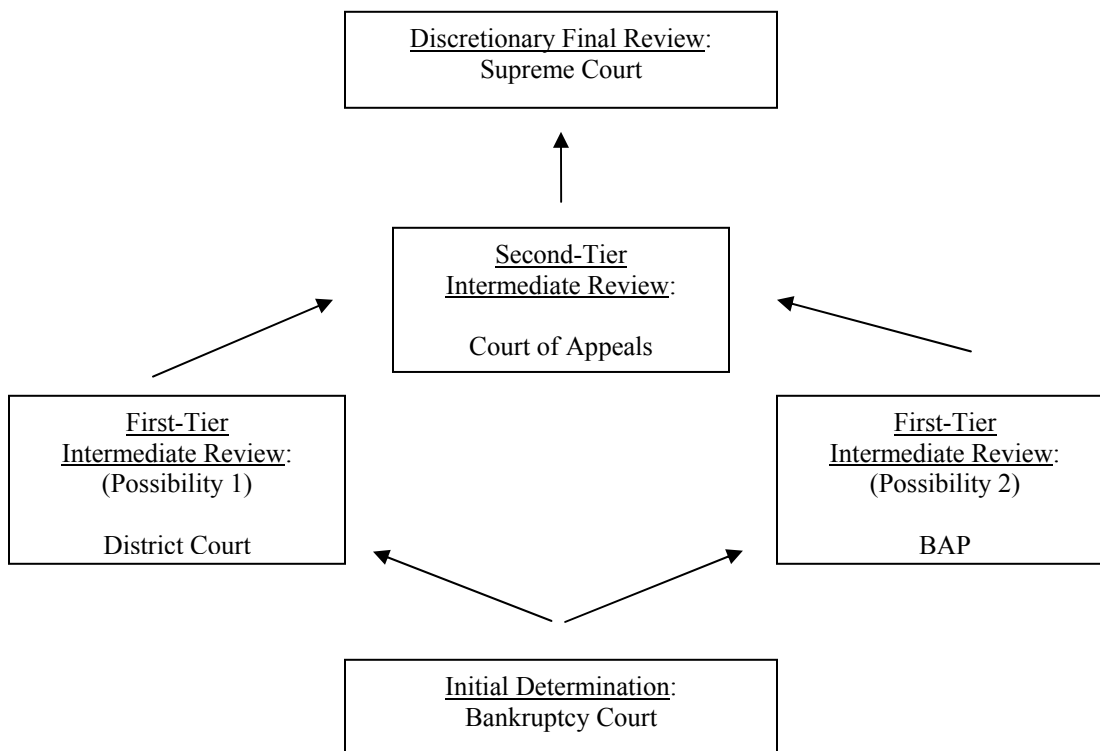 Discretionary Final Review:
Supreme Court
Second-Tier
Intermediate Review:
Court of Appeals
First-Tier
Intermediate Review:
(Possibility 1)
District Court
First-Tier
Intermediate Review:
(Possibility 2)
BAP
Initial Determination:
Bankruptcy Court